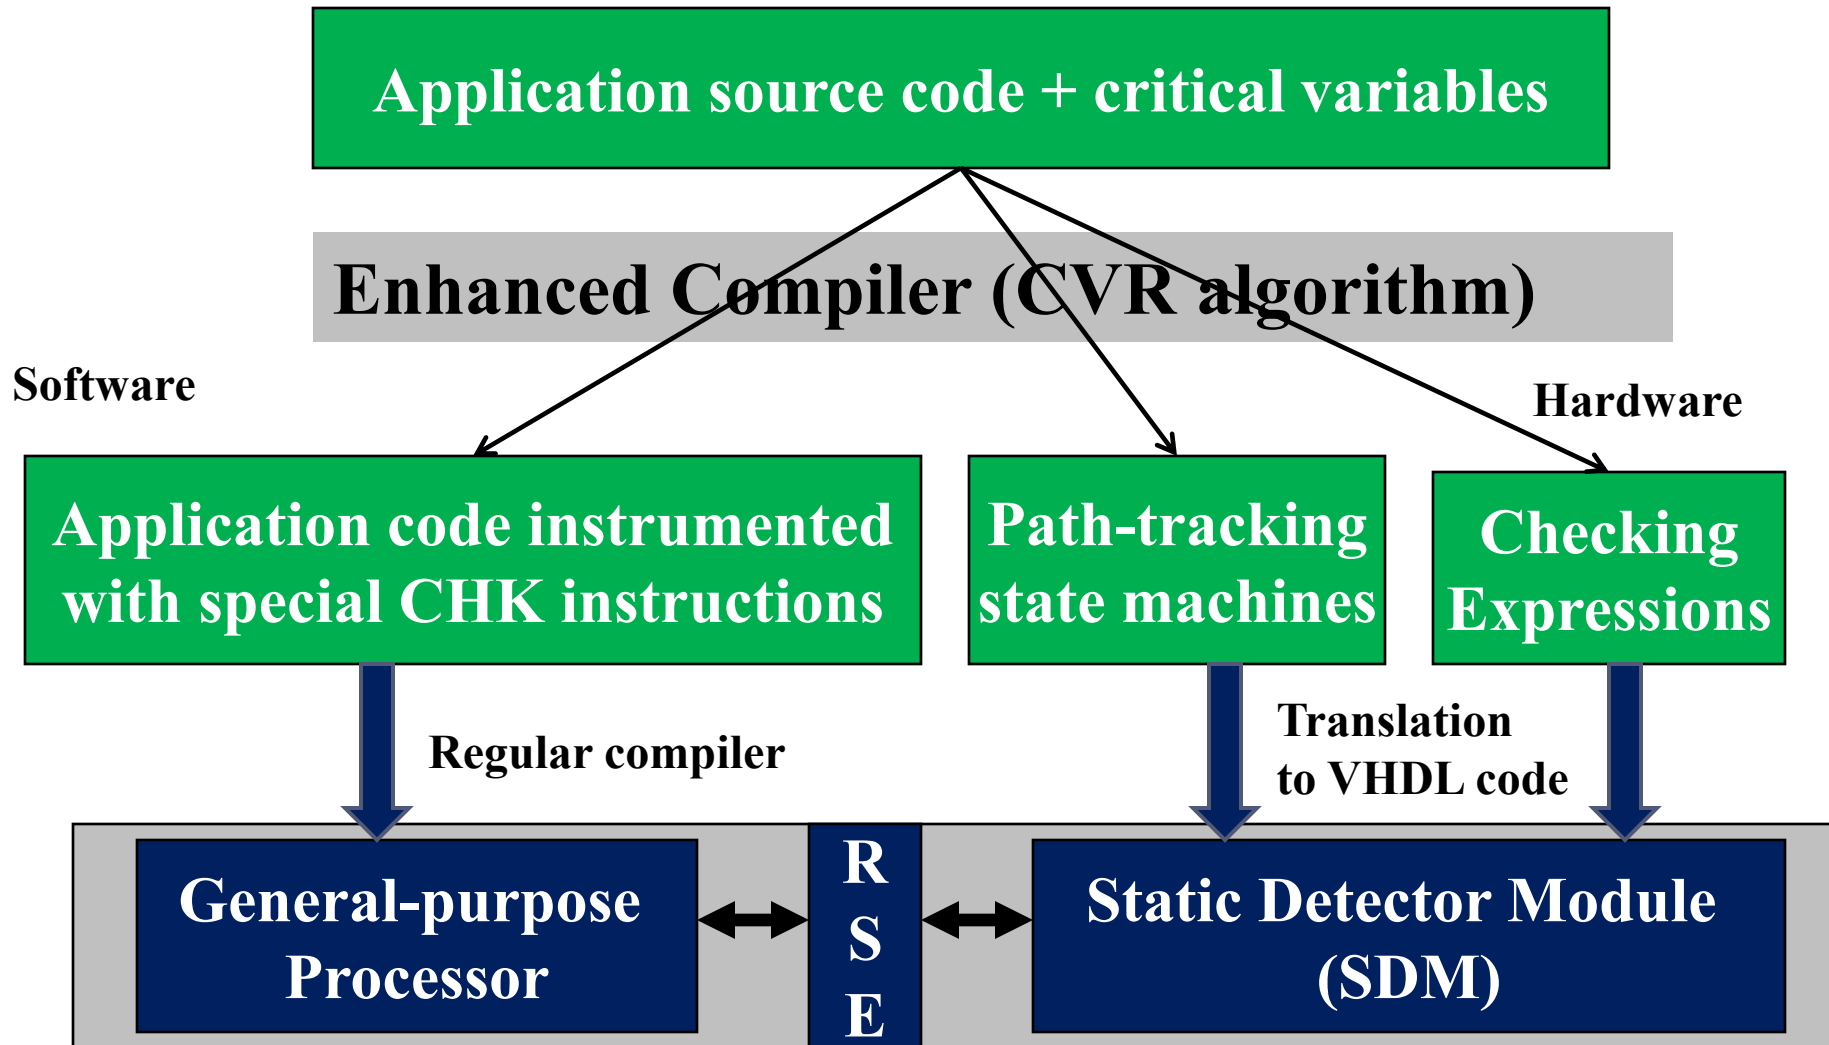 Application source code + critical variables
Enhanced Compiler (CVR algorithm)
Software
Hardware
Application code instrumented
with special CHK instructions
Path-tracking
state machines
Checking
Expressions
Regular compiler
Translation
to VHDL code
General-purpose
Processor
R
S
E
Static Detector Module
(SDM)